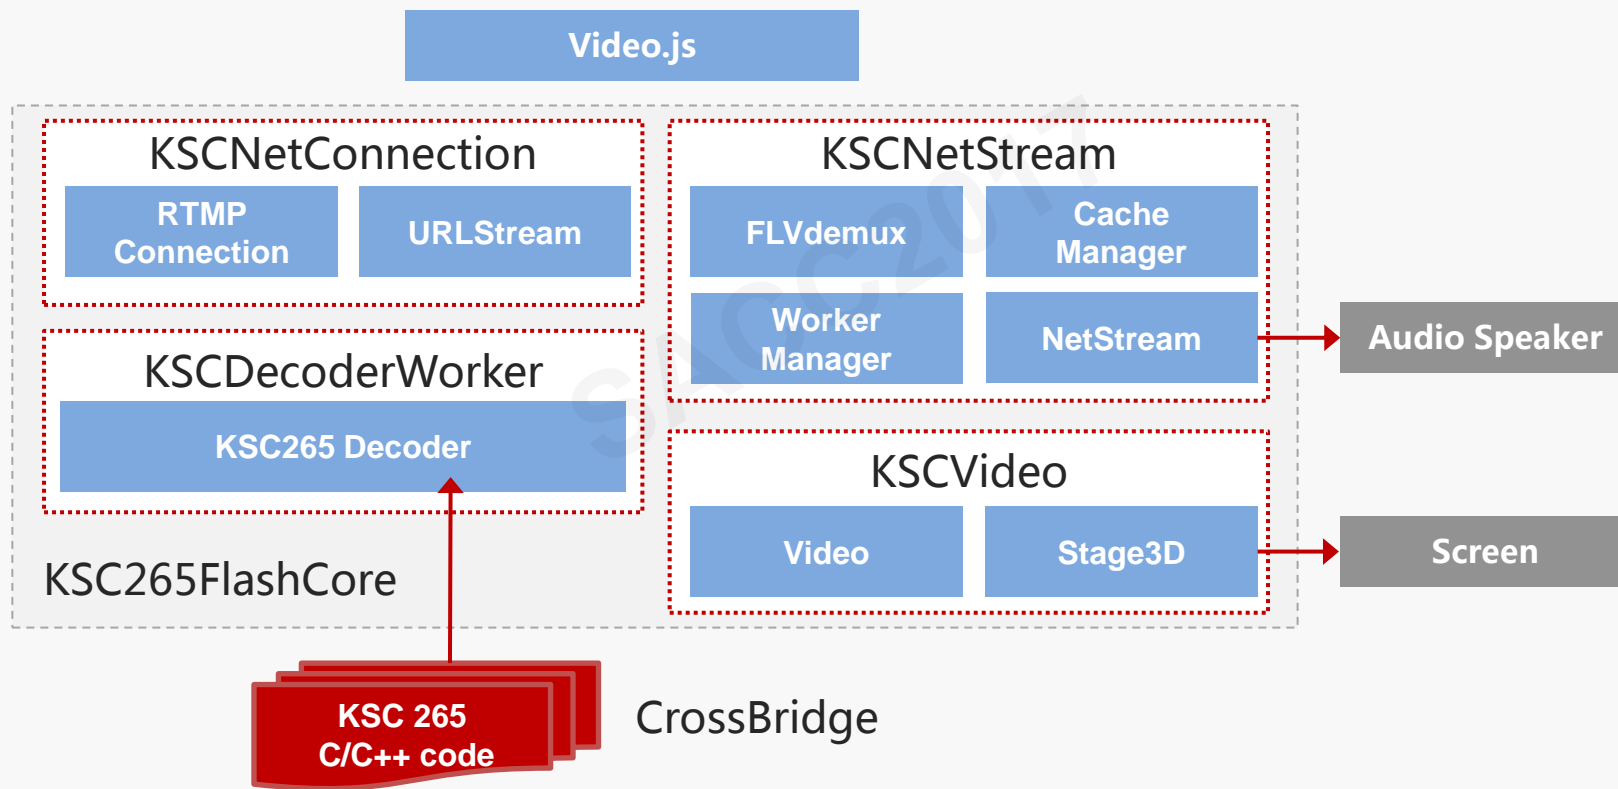 Video.js
KSCNetConnection
RTMP
Connection
URLStream
KSCNetStream
FLVdemux
Cache
Manager
Worker
Manager
NetStream
Audio Speaker
KSCDecoderWorker
KSC265 Decoder
KSCVideo
Video
Stage3D
Screen
KSC265FlashCore
KSC 265
C/C++ code
CrossBridge
SACC2017